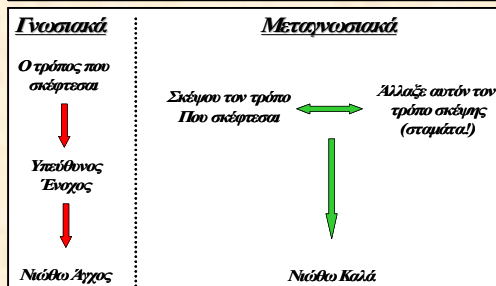 Γνωσιακά
Ο τρόπος που
σκέφτεσαι
Υπεύθυνος
Ένοχος
Νιώθω Άγχος
Μεταγνωσιακά
Σκέψου τον τρόπο
Που σκέφτεσαι
Άλλαξε αυτόν τον
τρόπο σκέψης
(σταμάτα!)
Νιώθω Καλά